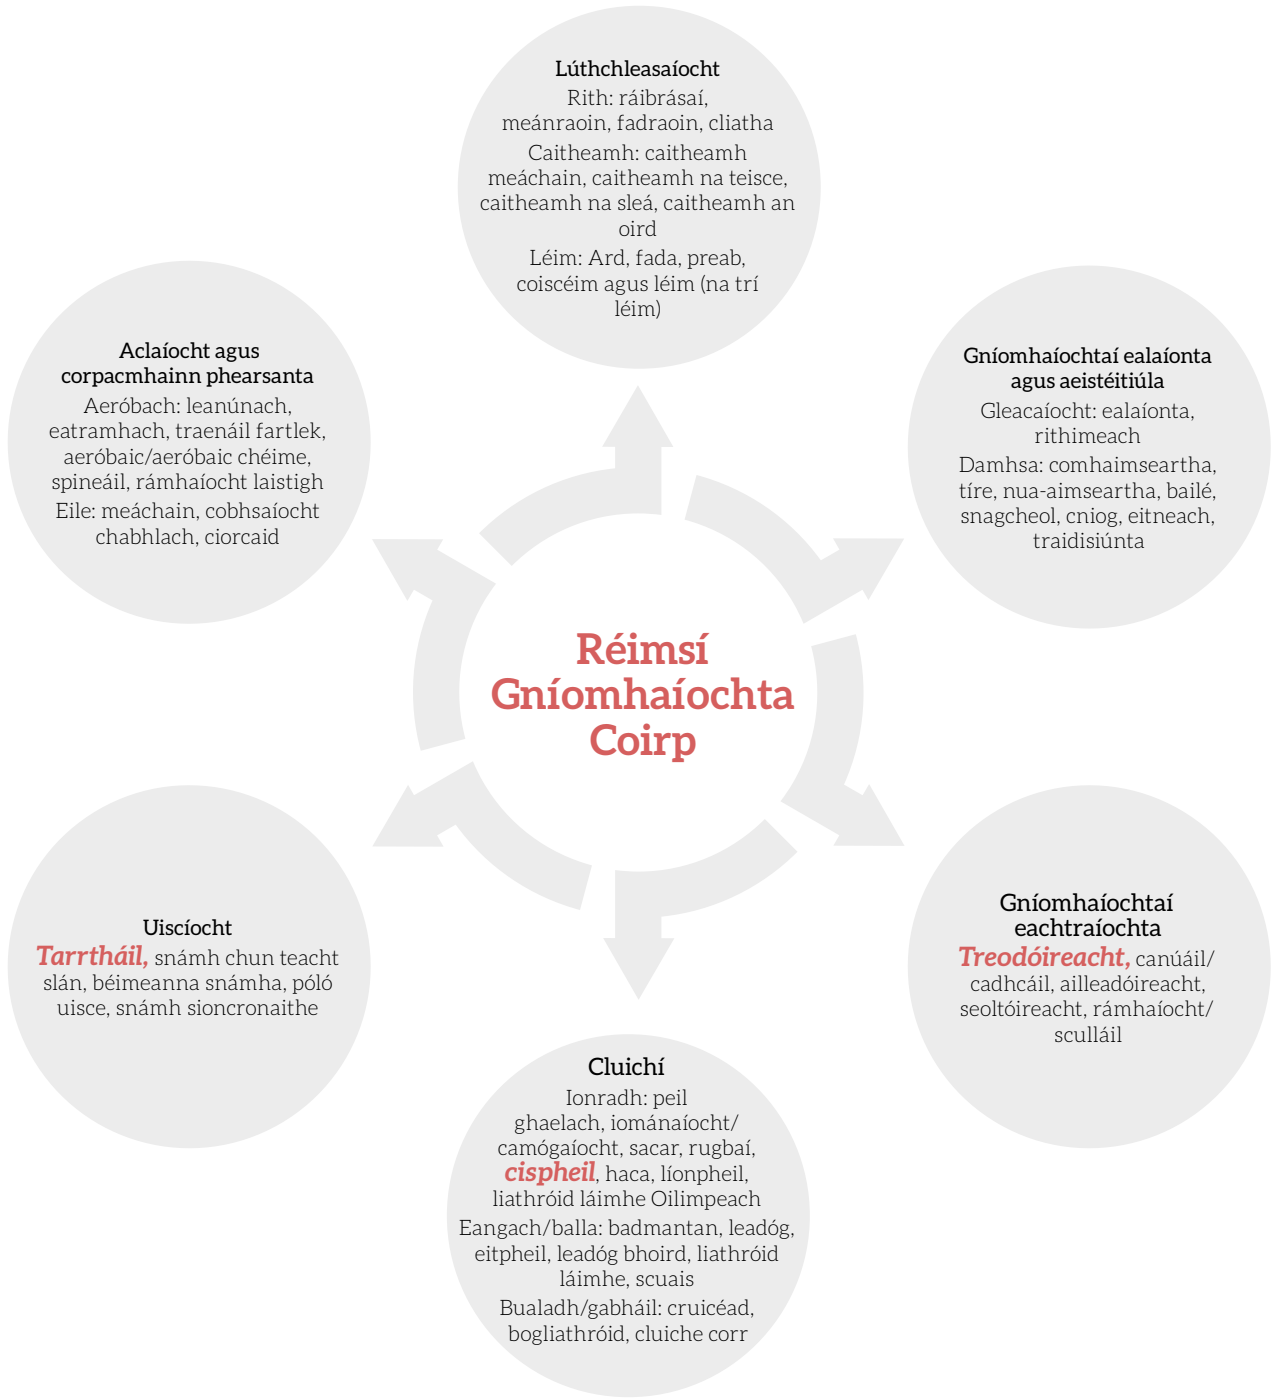 Lúthchleasaíocht
Rith: ráibrásaí,
meánraoin, fadraoin, cliatha
Caitheamh: caitheamh
meáchain, caitheamh na teisce,
caitheamh na sleá, caitheamh an
oird
Léim: Ard, fada, preab,
coiscéim agus léim (na trí
léim)
Aclaíocht agus
corpacmhainn phearsanta
Aeróbach: leanúnach,
eatramhach, traenáil fartlek,
aeróbaic/aeróbaic chéime,
spineáil, rámhaíocht laistigh
Eile: meáchain, cobhsaíocht
chabhlach, ciorcaid
Gníomhaíochtaí ealaíonta
agus aeistéitiúla
Gleacaíocht: ealaíonta,
rithimeach
Damhsa: comhaimseartha,
tíre, nua-aimseartha, bailé,
snagcheol, cniog, eitneach,
traidisiúnta
Réimsí
Gníomhaíochta
Coirp
Uiscíocht
Tarrtháil, snámh chun teacht
slán, béimeanna snámha, póló
uisce, snámh sioncronaithe
Gníomhaíochtaí
eachtraíochta
Treodóireacht, canúáil/
cadhcáil, ailleadóireacht,
seoltóireacht, rámhaíocht/
sculláil
Cluichí
Ionradh: peil
ghaelach, iománaíocht/
camógaíocht, sacar, rugbaí,
cispheil, haca, líonpheil,
liathróid láimhe Oilimpeach
Eangach/balla: badmantan, leadóg,
eitpheil, leadóg bhoird, liathróid
láimhe, scuais
Bualadh/gabháil: cruicéad,
bogliathróid, cluiche corr